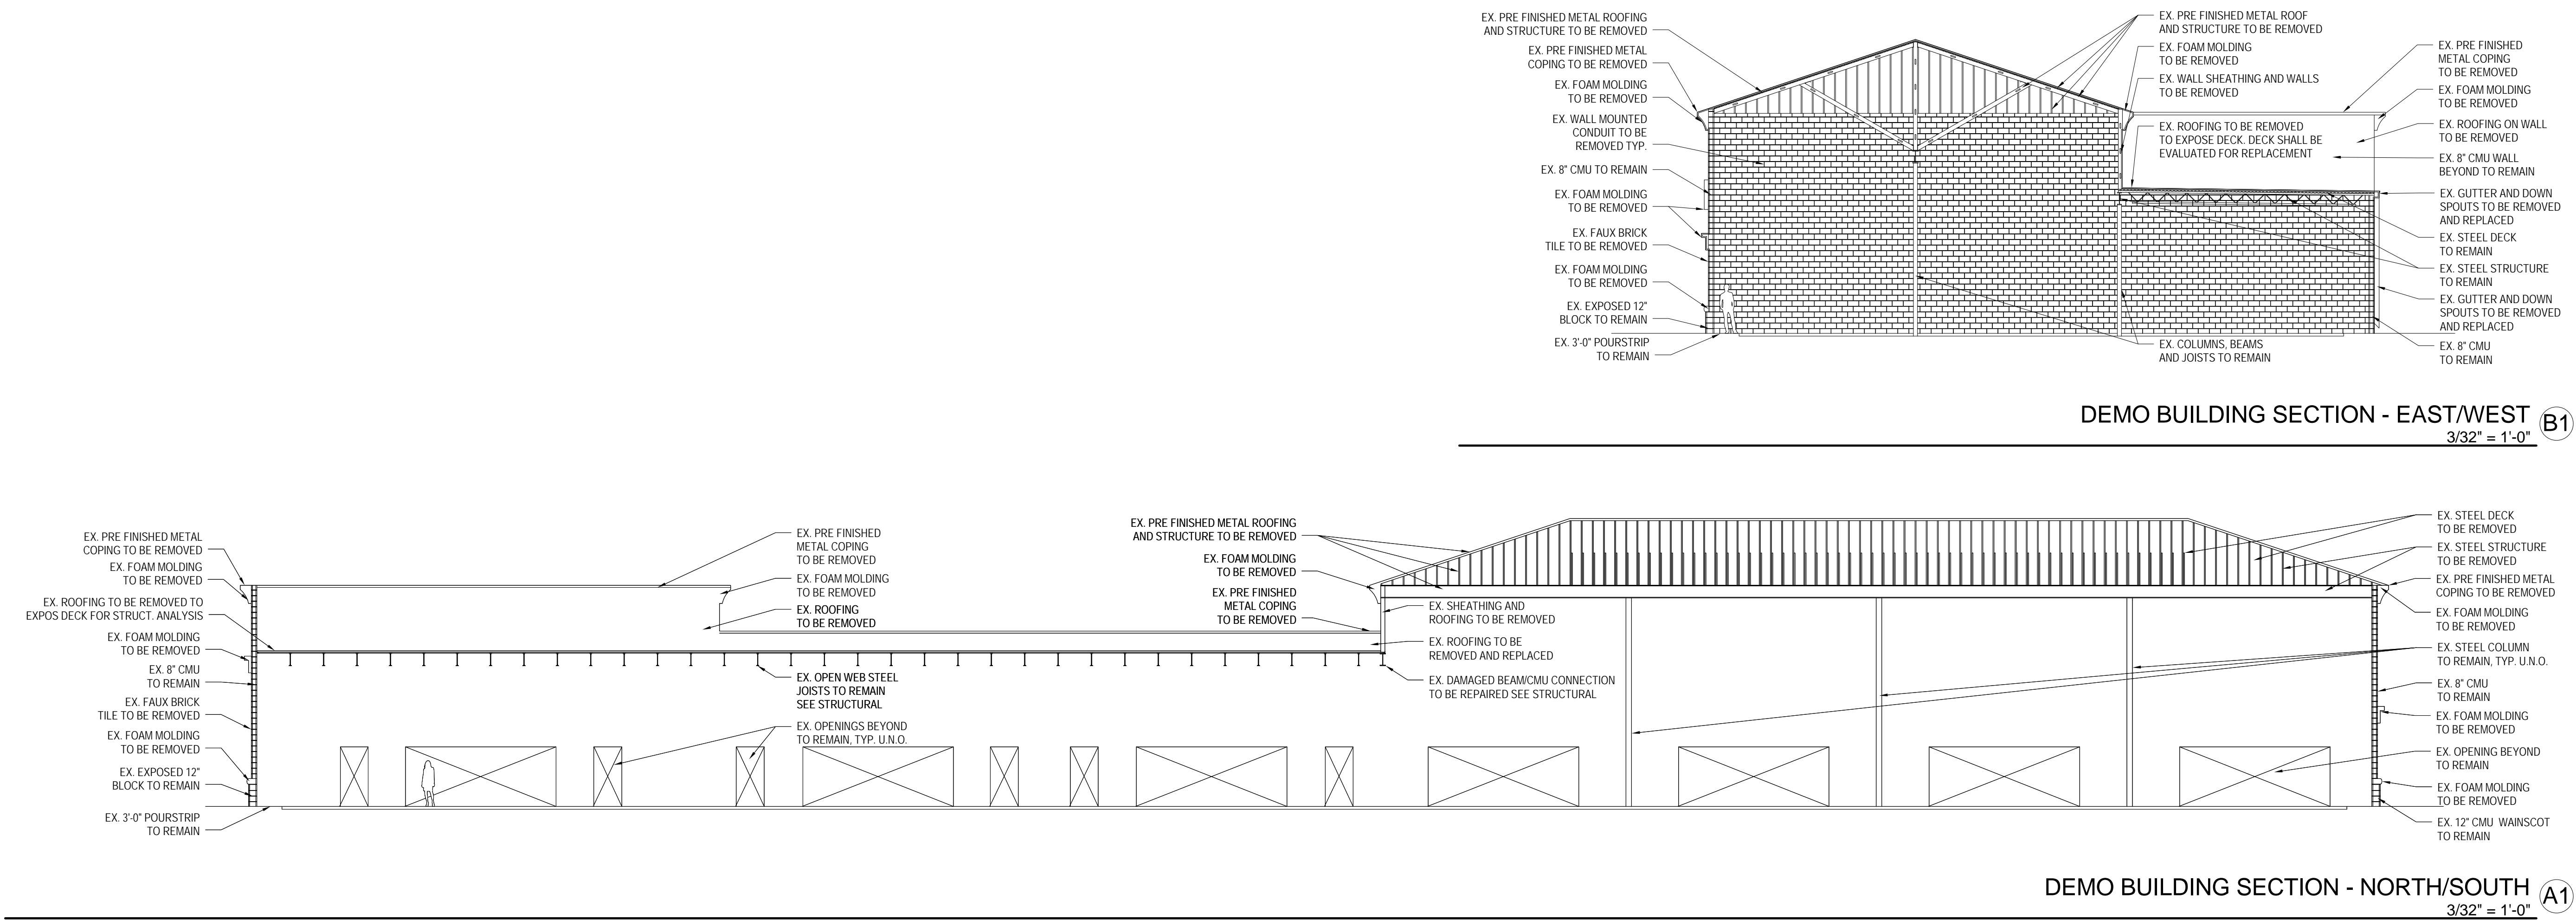 EX. PRE FINISHED METAL ROOFING
AND STRUCTURE TO BE REMOVED
EX. PRE FINISHED METAL
COPING TO BE REMOVED
EX. FOAM MOLDING
TO BE REMOVED
EX. WALL MOUNTED
CONDUIT TO BE
REMOVED TYP.
EX. 8" CMU TO REMAIN
EX. FOAM MOLDING
TO BE REMOVED
EX. FAUX BRICK
TILE TO BE REMOVED
EX. FOAM MOLDING
TO BE REMOVED
EX. EXPOSED 12"
BLOCK TO REMAIN
EX. 3'-0" POURSTRIP
TO REMAIN
EX. PRE FINISHED METAL ROOF
AND STRUCTURE TO BE REMOVED
EX. FOAM MOLDING
TO BE REMOVED
EX. WALL SHEATHING AND WALLS
TO BE REMOVED
EX. ROOFING TO BE REMOVED
TO EXPOSE DECK. DECK SHALL BE
EVALUATED FOR REPLACEMENT
EX. COLUMNS, BEAMS
AND JOISTS TO REMAIN
EX. PRE FINISHED
METAL COPING
TO BE REMOVED
EX. FOAM MOLDING
TO BE REMOVED
EX. ROOFING ON WALL
TO BE REMOVED
EX. 8" CMU WALL
BEYOND TO REMAIN
EX. GUTTER AND DOWN
SPOUTS TO BE REMOVED
AND REPLACED
EX. STEEL DECK
TO REMAIN
EX. STEEL STRUCTURE
TO REMAIN
EX. GUTTER AND DOWN
SPOUTS TO BE REMOVED
AND REPLACED
EX. 8" CMU
TO REMAIN
DEMO BUILDING SECTION - EAST/WEST
B1
3/32" = 1'-0"
EX. PRE FINISHED METAL
COPING TO BE REMOVED
EX. FOAM MOLDING
TO BE REMOVED
EX. ROOFING TO BE REMOVED TO
EXPOS DECK FOR STRUCT. ANALYSIS
EX. FOAM MOLDING
TO BE REMOVED
EX. 8" CMU
TO REMAIN
EX. FAUX BRICK
TILE TO BE REMOVED
EX. FOAM MOLDING
TO BE REMOVED
EX. EXPOSED 12"
BLOCK TO REMAIN
EX. 3'-0" POURSTRIP
TO REMAIN
EX. PRE FINISHED
METAL COPING
TO BE REMOVED
EX. FOAM MOLDING
TO BE REMOVED
EX. ROOFING
TO BE REMOVED
EX. OPEN WEB STEEL
JOISTS TO REMAIN
SEE STRUCTURAL
EX. OPENINGS BEYOND
TO REMAIN, TYP. U.N.O.
EX. PRE FINISHED METAL ROOFING
AND STRUCTURE TO BE REMOVED
EX. FOAM MOLDING
TO BE REMOVED
EX. PRE FINISHED
METAL COPING
TO BE REMOVED
EX. SHEATHING AND
ROOFING TO BE REMOVED
EX. ROOFING TO BE
REMOVED AND REPLACED
EX. DAMAGED BEAM/CMU CONNECTION
TO BE REPAIRED SEE STRUCTURAL
EX. STEEL DECK
TO BE REMOVED
EX. STEEL STRUCTURE
TO BE REMOVED
EX. PRE FINISHED METAL
COPING TO BE REMOVED
EX. FOAM MOLDING
TO BE REMOVED
EX. STEEL COLUMN
TO REMAIN, TYP. U.N.O.
EX. 8" CMU
TO REMAIN
EX. FOAM MOLDING
TO BE REMOVED
EX. OPENING BEYOND
TO REMAIN
EX. FOAM MOLDING
TO BE REMOVED
EX. 12" CMU WAINSCOT
TO REMAIN
DEMO BUILDING SECTION - NORTH/SOUTH
A1
3/32" = 1'-0"